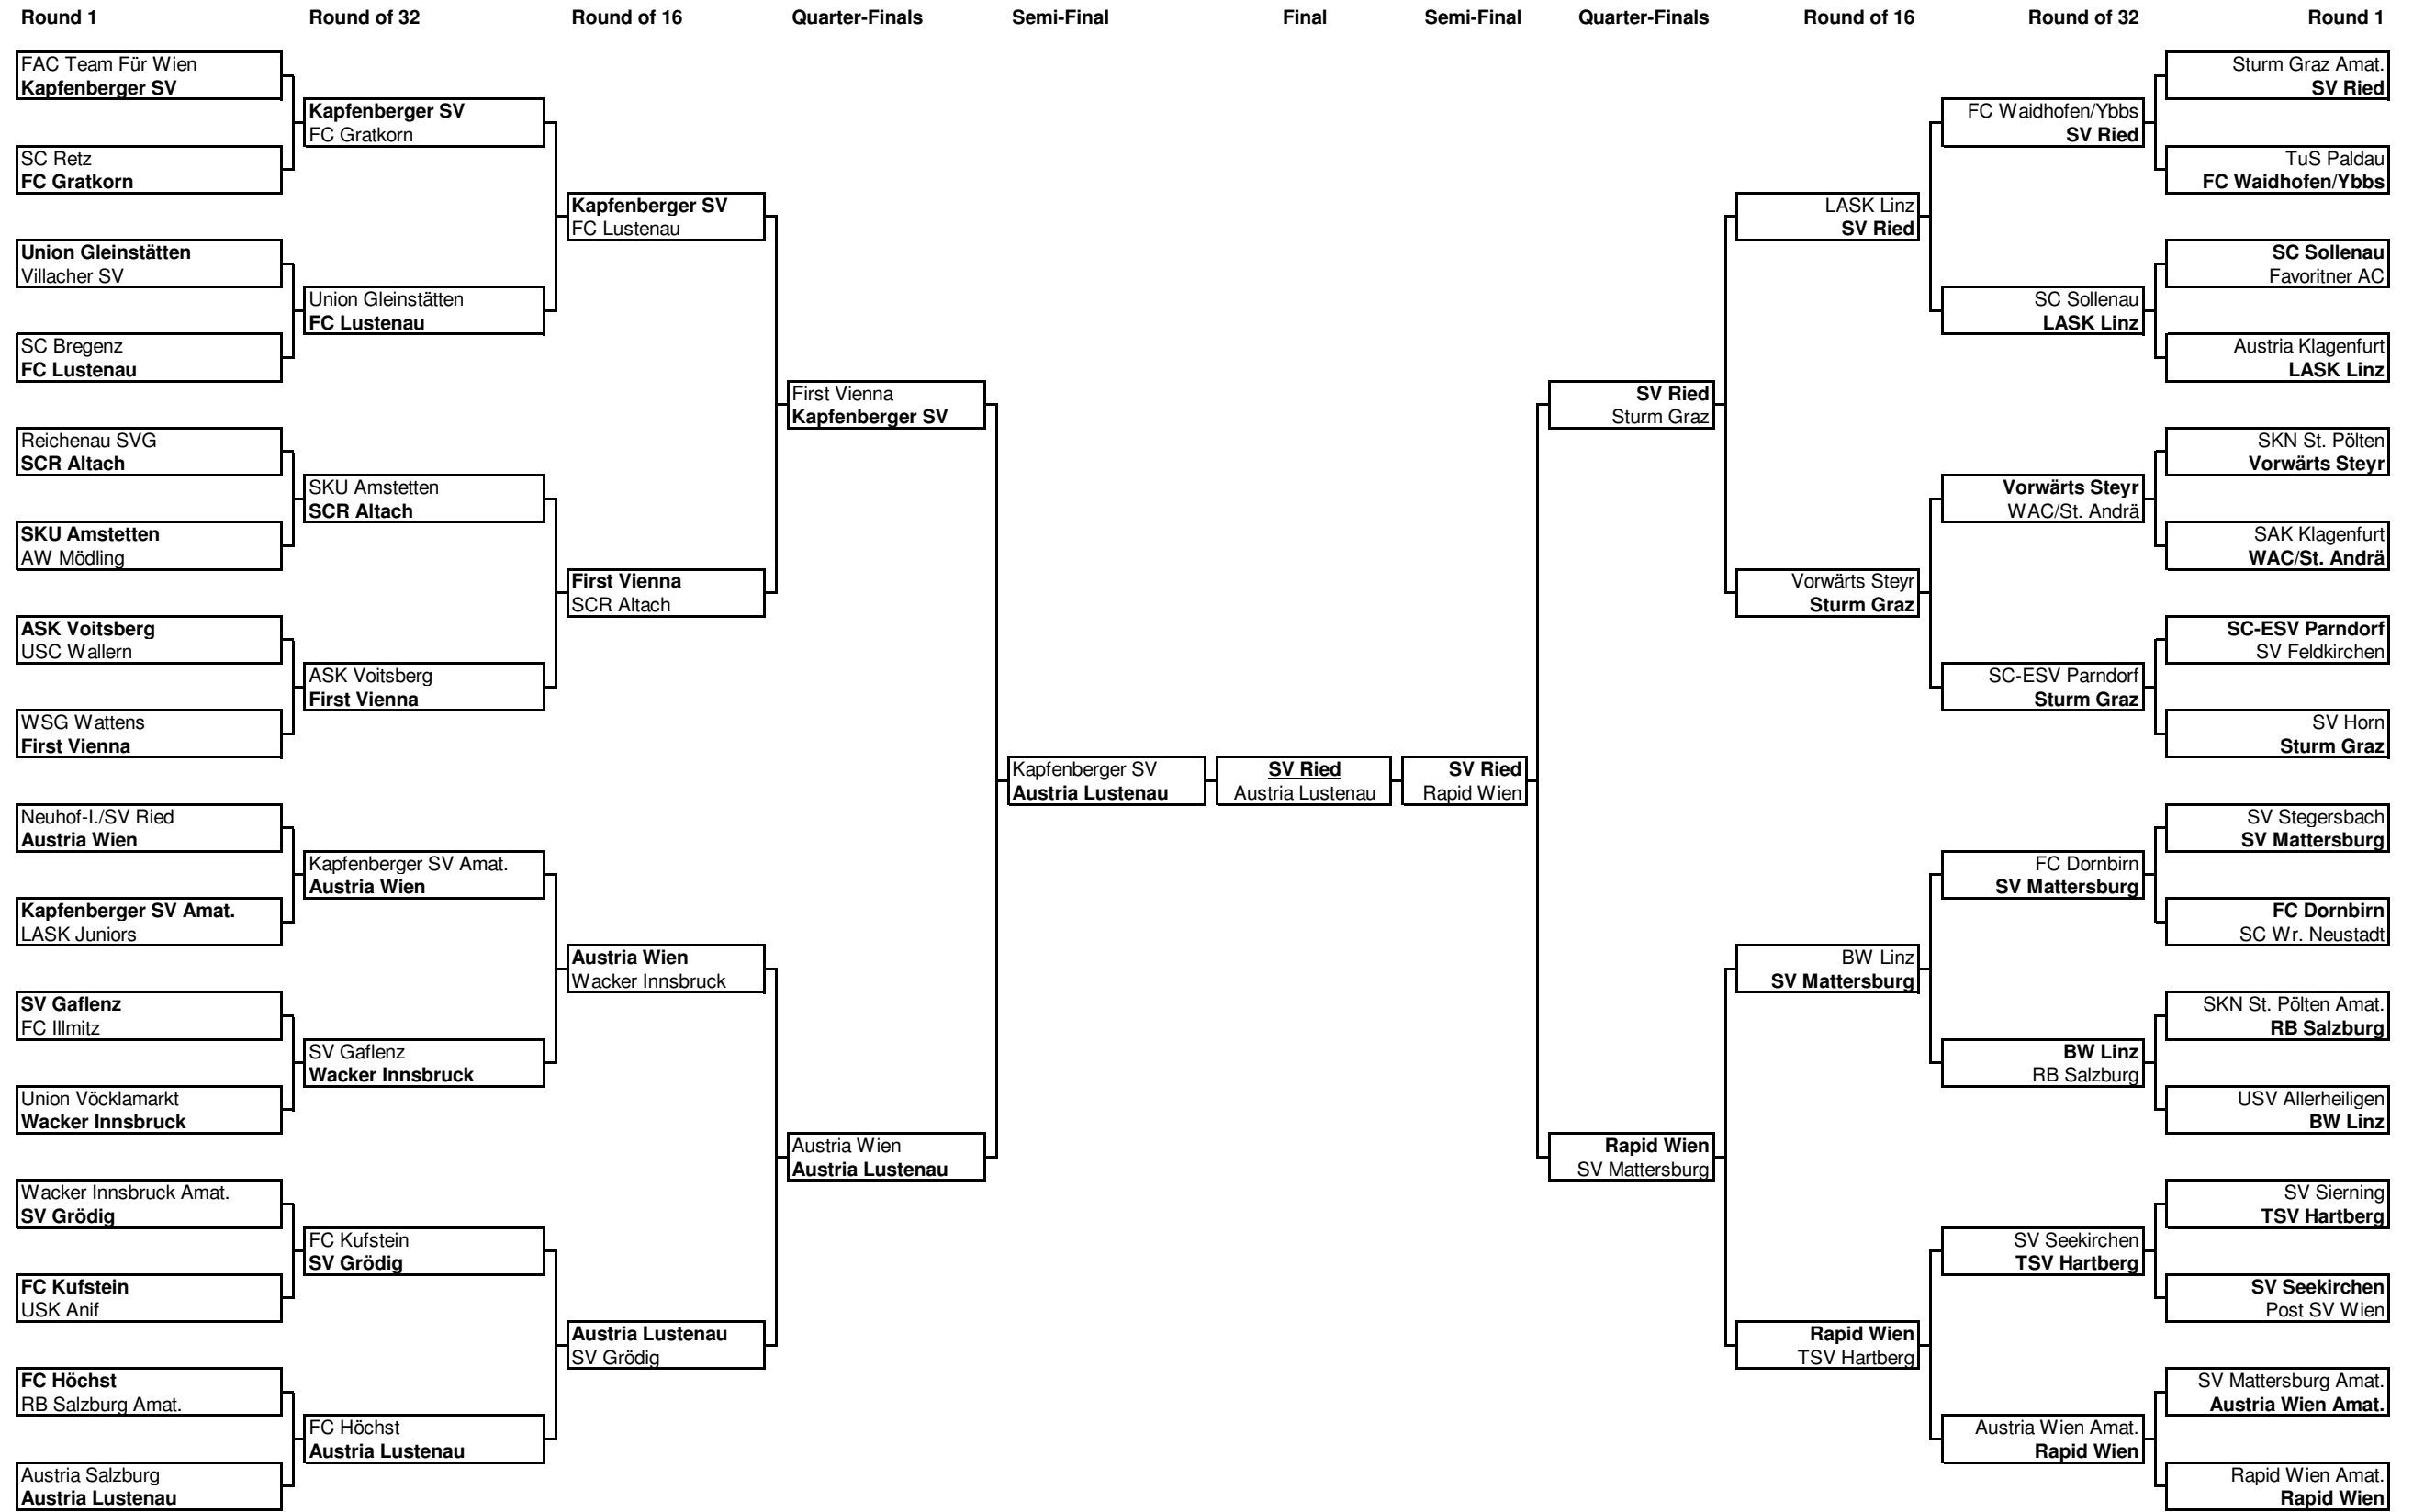 Round 1
Round of 32
Round of 16
Quarter-Finals
Semi-Final
Final
Semi-Final
Quarter-Finals
Round of 16
Round of 32
Round 1
FAC Team Für Wien
Kapfenberger SV
SC Retz
FC Gratkorn
Union Gleinstätten
Villacher SV
SC Bregenz
FC Lustenau
Reichenau SVG
SCR Altach
SKU Amstetten
AW Mödling
ASK Voitsberg
USC Wallern
WSG Wattens
First Vienna
Neuhof-I./SV Ried
Austria Wien
Kapfenberger SV Amat.
LASK Juniors
SV Gaflenz
FC Illmitz
Union Vöcklamarkt
Wacker Innsbruck
Wacker Innsbruck Amat.
SV Grödig
FC Kufstein
USK Anif
FC Höchst
RB Salzburg Amat.
Austria Salzburg
Austria Lustenau
Kapfenberger SV
FC Gratkorn
Union Gleinstätten
FC Lustenau
SKU Amstetten
SCR Altach
ASK Voitsberg
First Vienna
Kapfenberger SV Amat.
Austria Wien
SV Gaflenz
Wacker Innsbruck
FC Kufstein
SV Grödig
FC Höchst
Austria Lustenau
Kapfenberger SV
FC Lustenau
First Vienna
SCR Altach
Austria Wien
Wacker Innsbruck
Austria Lustenau
SV Grödig
First Vienna
Kapfenberger SV
Austria Wien
Austria Lustenau
Kapfenberger SV
Austria Lustenau
SV Ried
Austria Lustenau
SV Ried
Rapid Wien
SV Ried
Sturm Graz
Rapid Wien
SV Mattersburg
LASK Linz
SV Ried
Vorwärts Steyr
Sturm Graz
BW Linz
SV Mattersburg
Rapid Wien
TSV Hartberg
FC Waidhofen/Ybbs
SV Ried
SC Sollenau
LASK Linz
Vorwärts Steyr
WAC/St. Andrä
SC-ESV Parndorf
Sturm Graz
FC Dornbirn
SV Mattersburg
BW Linz
RB Salzburg
SV Seekirchen
TSV Hartberg
Austria Wien Amat.
Rapid Wien
Sturm Graz Amat.
SV Ried
TuS Paldau
FC Waidhofen/Ybbs
SC Sollenau
Favoritner AC
Austria Klagenfurt
LASK Linz
SKN St. Pölten
Vorwärts Steyr
SAK Klagenfurt
WAC/St. Andrä
SC-ESV Parndorf
SV Feldkirchen
SV Horn
Sturm Graz
SV Stegersbach
SV Mattersburg
FC Dornbirn
SC Wr. Neustadt
SKN St. Pölten Amat.
RB Salzburg
USV Allerheiligen
BW Linz
SV Sierning
TSV Hartberg
SV Seekirchen
Post SV Wien
SV Mattersburg Amat.
Austria Wien Amat.
Rapid Wien Amat.
Rapid Wien